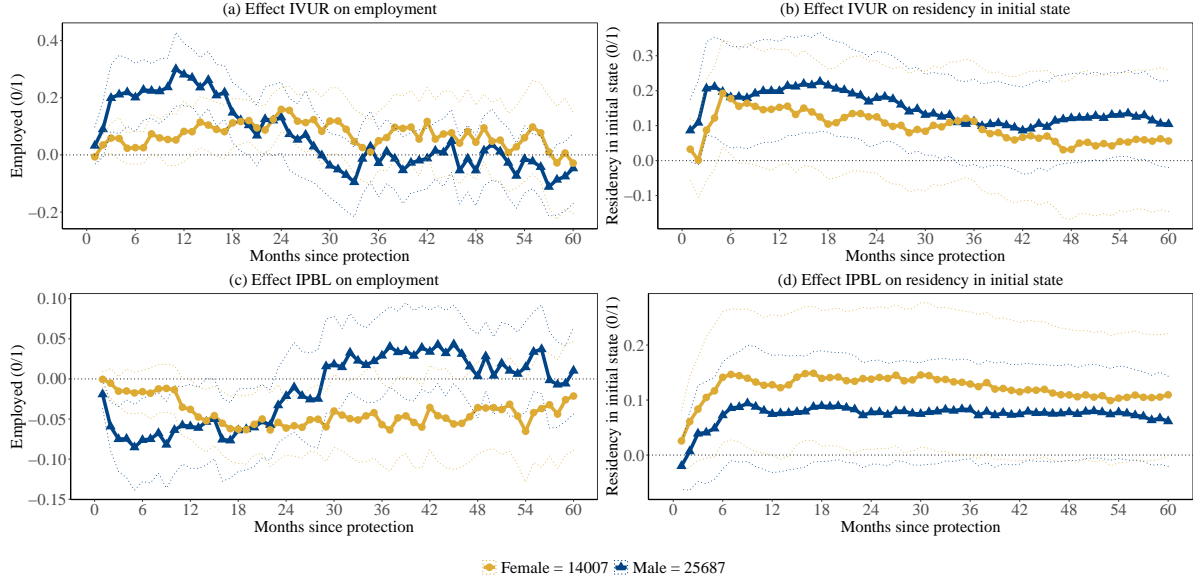 (a) Effect IVUR on employment
Employed (0/1)
0.4
0.2
0.0
−0.2
0 6 12 18 24 30 36 42 48 54 60
Months since protection
(b) Effect IVUR on residency in initial state
Residency in initial state (0/1)
0.3
0.2
0.1
0.0
−0.1
0 6 12 18 24 30 36 42 48 54 60
Months since protection
(c) Effect IPBL on employment
Employed (0/1)
0.10
0.05
0.00
−0.05
−0.10
−0.15
0 6 12 18 24 30 36 42 48 54 60
Months since protection
(d) Effect IPBL on residency in initial state
Residency in initial state (0/1)
0.2
0.1
0.0
0 6 12 18 24 30 36 42 48 54 60
Months since protection
Female = 14007 Male = 25687